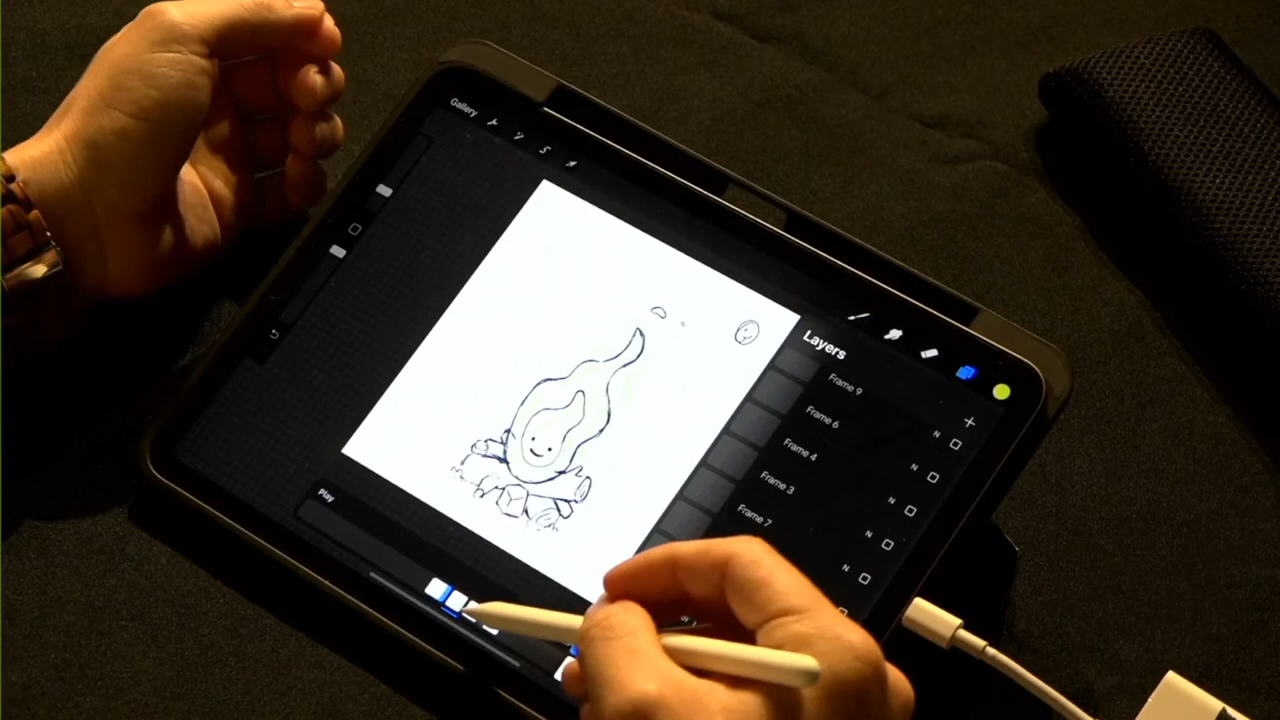 Gallery
Layers
Frame 9
N
Frame 6
N
Frame 4
N
Frame 3
N
Frame 7
N
Play